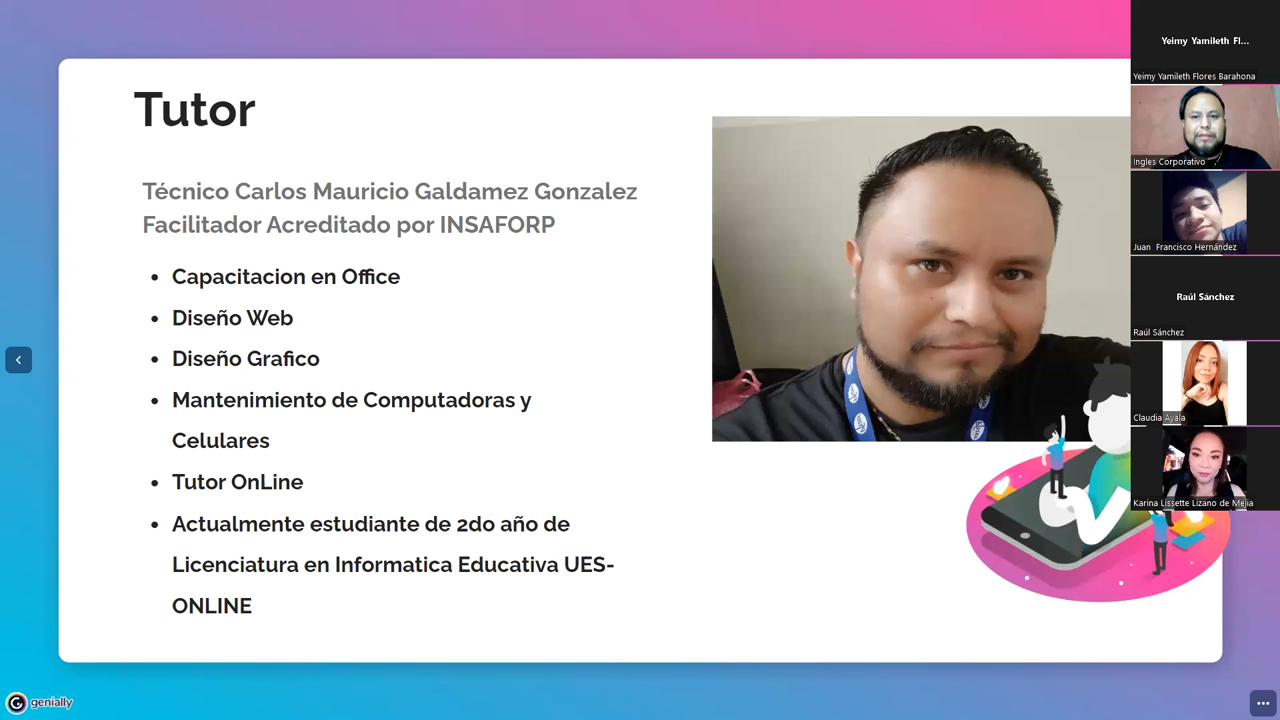 Tutor
Técnico Carlos Mauricio Galdamez Gonzalez
Facilitador Acreditado por INSAFORP
• Capacitacion en Office
• Diseño Web
• Diseño Grafico
• Mantenimiento de Computadoras y
Celulares
• Tutor OnLine
• Actualmente estudiante de 2do año de
Licenciatura en Informatica Educativa UES-
ONLINE
genially
Yeimy Yamileth Fl...
Yeimy Yamileth Flores Barahona
Ingles Corporativo
Juan Francisco Hernández
Raúl Sánchez
Raúl Sánchez
Claudia Ayala
Karina Lissette Lizano de Mejia